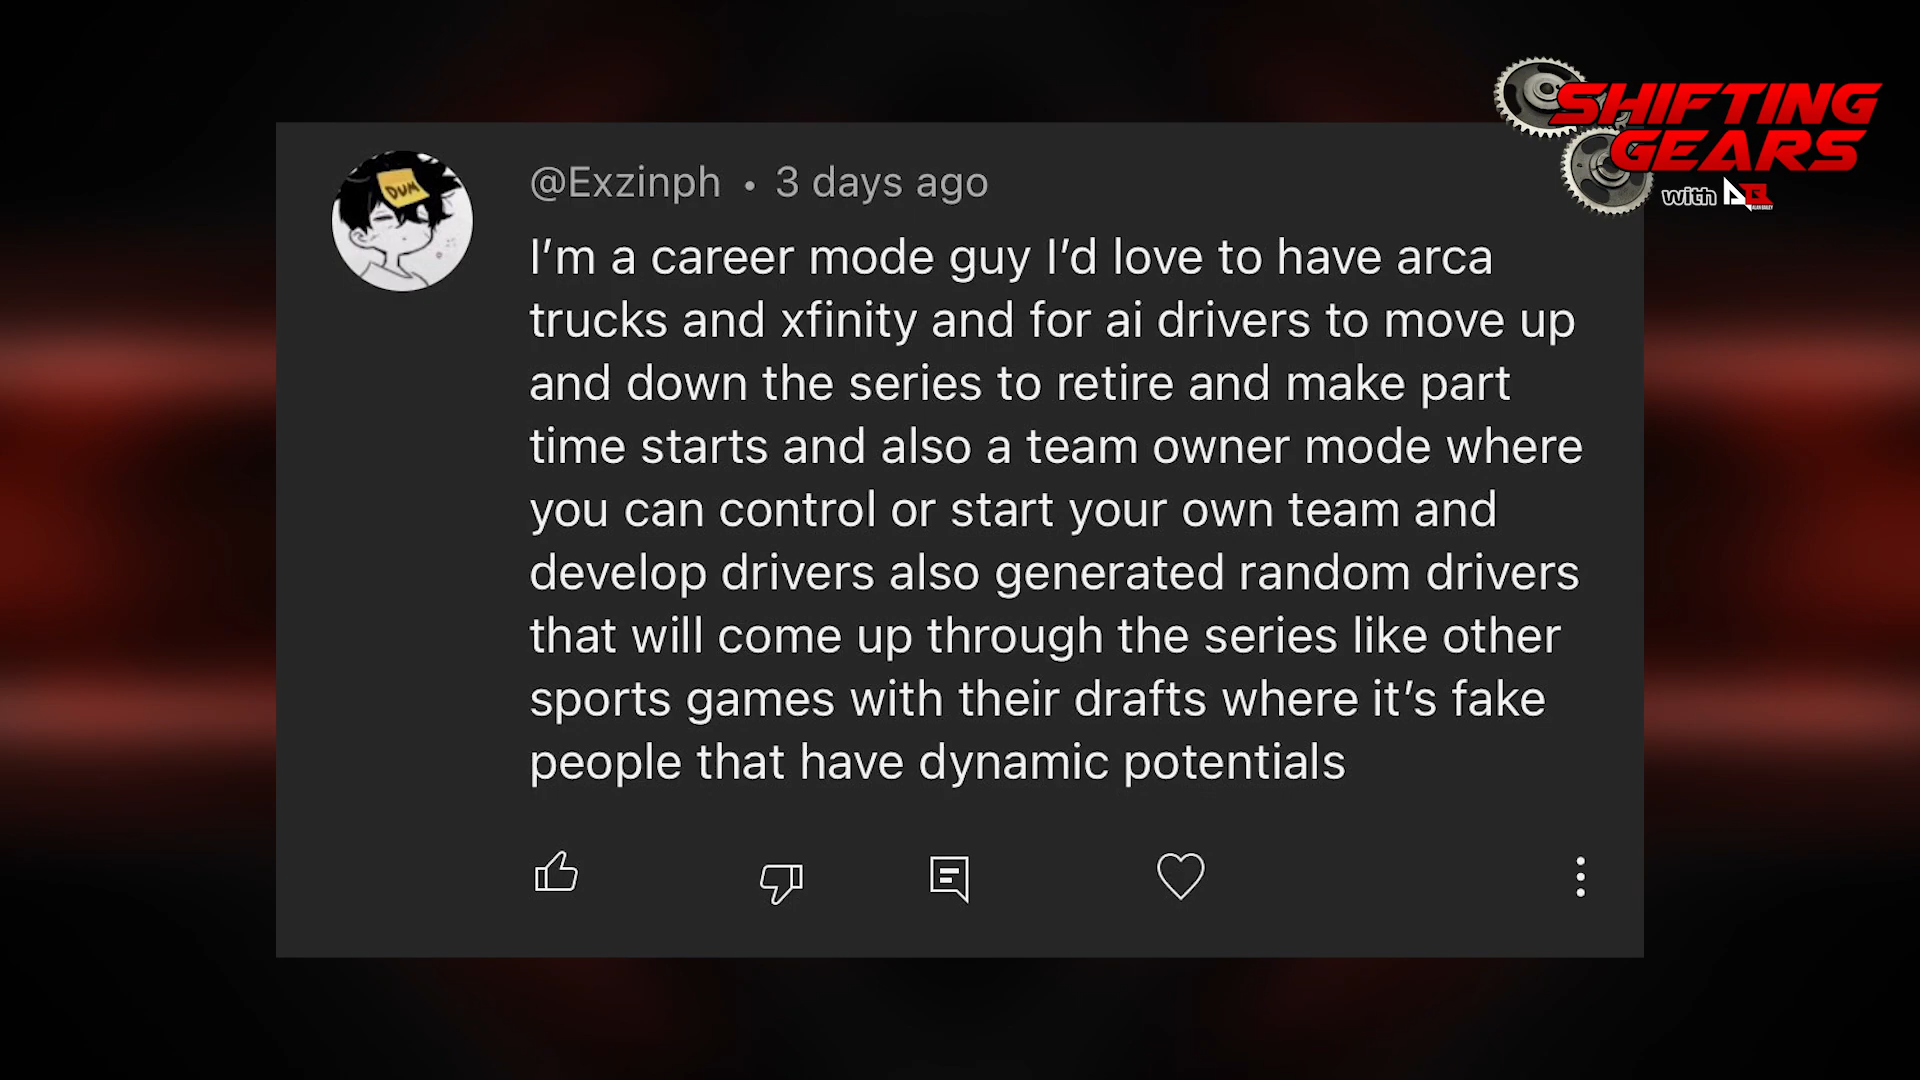 SHIFTING
GEARS
with AB
ALAN BAILEY
DUM
@Exzinph • 3 days ago
I'm a career mode guy I'd love to have arca
trucks and xfinity and for ai drivers to move up
and down the series to retire and make part
time starts and also a team owner mode where
you can control or start your own team and
develop drivers also generated random drivers
that will come up through the series like other
sports games with their drafts where it's fake
people that have dynamic potentials